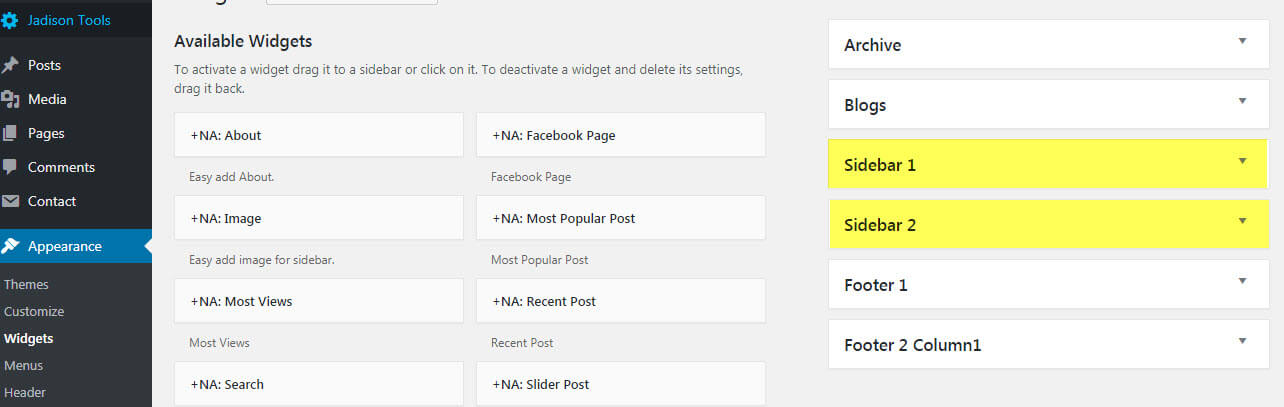 Jadison Tools
Posts
Media
Pages
Comments
Contact
Appearance
Themes
Customize
Widgets
Menus
Header
Available Widgets
To activate a widget drag it to a sidebar or click on it. To deactivate a widget and delete its settings,
drag it back.
+NA: About
+NA: Facebook Page
Easy add About.
Facebook Page
+NA: Image
+NA: Most Popular Post
Easy add image for sidebar.
Most Popular Post
+NA: Most Views
+NA: Recent Post
Most Views
Recent Post
+NA: Search
+NA: Slider Post
Archive
Blogs
Sidebar 1
Sidebar 2
Footer 1
Footer 2 Column1